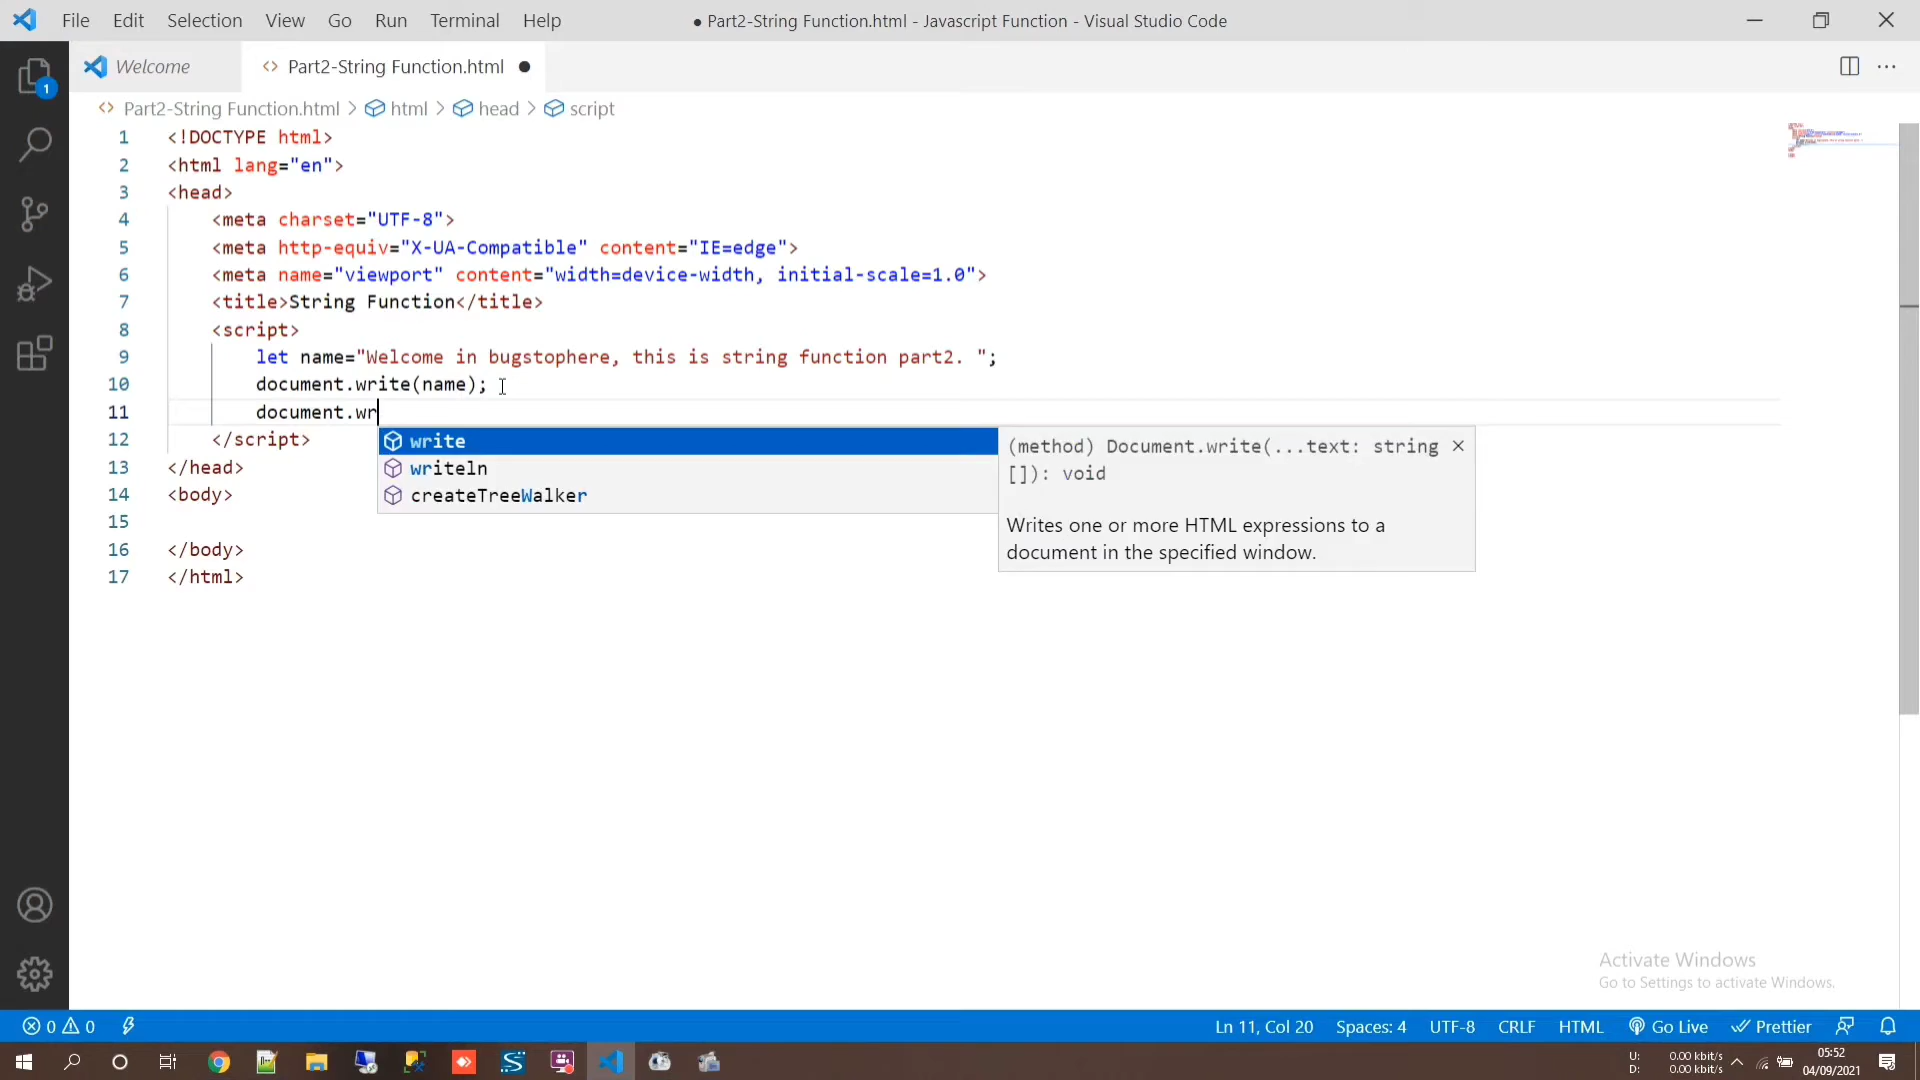 File Edit Selection View Go Run Terminal Help
● Part2-String Function.html - Javascript Function - Visual Studio Code
Welcome
<> Part2-String Function.html ●
<> Part2-String Function.html > html > head > script
1
1 <!DOCTYPE html>
2 <html lang="en">
3 <head>
4 <meta charset="UTF-8">
5 <meta http-equiv="X-UA-Compatible" content="IE=edge">
6 <meta name="viewport" content="width=device-width, initial-scale=1.0">
7 <title>String Function</title>
8 <script>
9 let name="Welcome in bugstophere, this is string function part2. ";
10 document.write(name);
11 document.wr
12 </script>
13 </head>
14 <body>
15
16 </body>
17 </html>
write
writeln
createTreeWalker
(method) Document.write(...text: string
[]): void
Writes one or more HTML expressions to a
document in the specified window.
Activate Windows
Go to Settings to activate Windows.
0 0
Ln 11, Col 20 Spaces: 4 UTF-8 CRLF HTML Go Live Prettier
U: 0.00 kbit/s
D: 0.00 kbit/s
05:52
04/09/2021